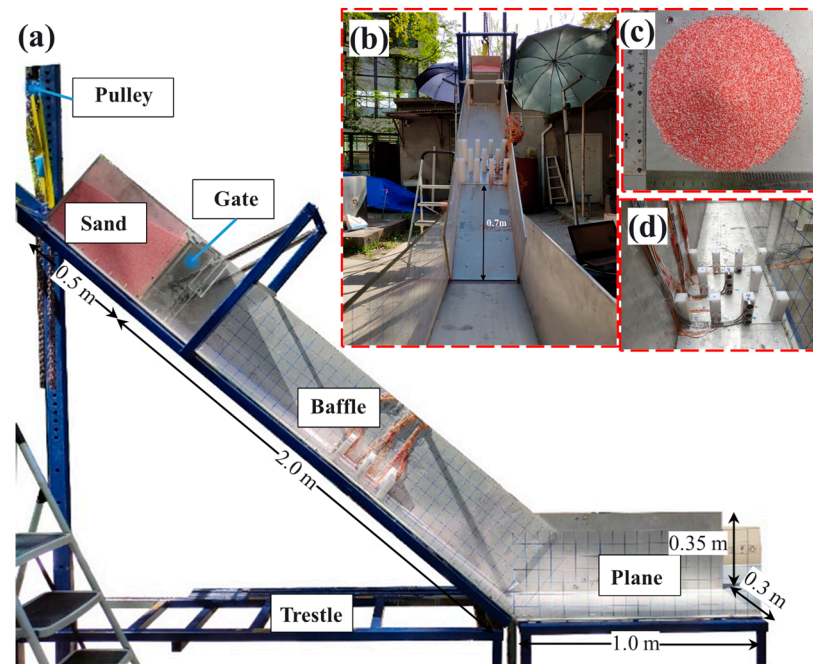 (a)
Pulley
Gate
Sand
0.5 m
Baffle
2.0 m
0.35 m
Plane
0.3 m
Trestle
1.0 m
(b)
0.7m
(c)
(d)